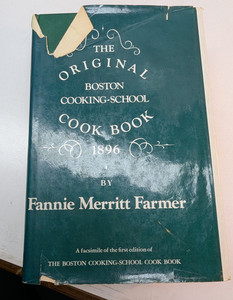 THE
ORIGINAL
BOSTON
COOKING-SCHOOL
COOK BOOK
1896
BY
Fannie Merritt Farmer
A facsimile of the first edition of
THE BOSTON COOKING-SCHOOL COOK BOOK